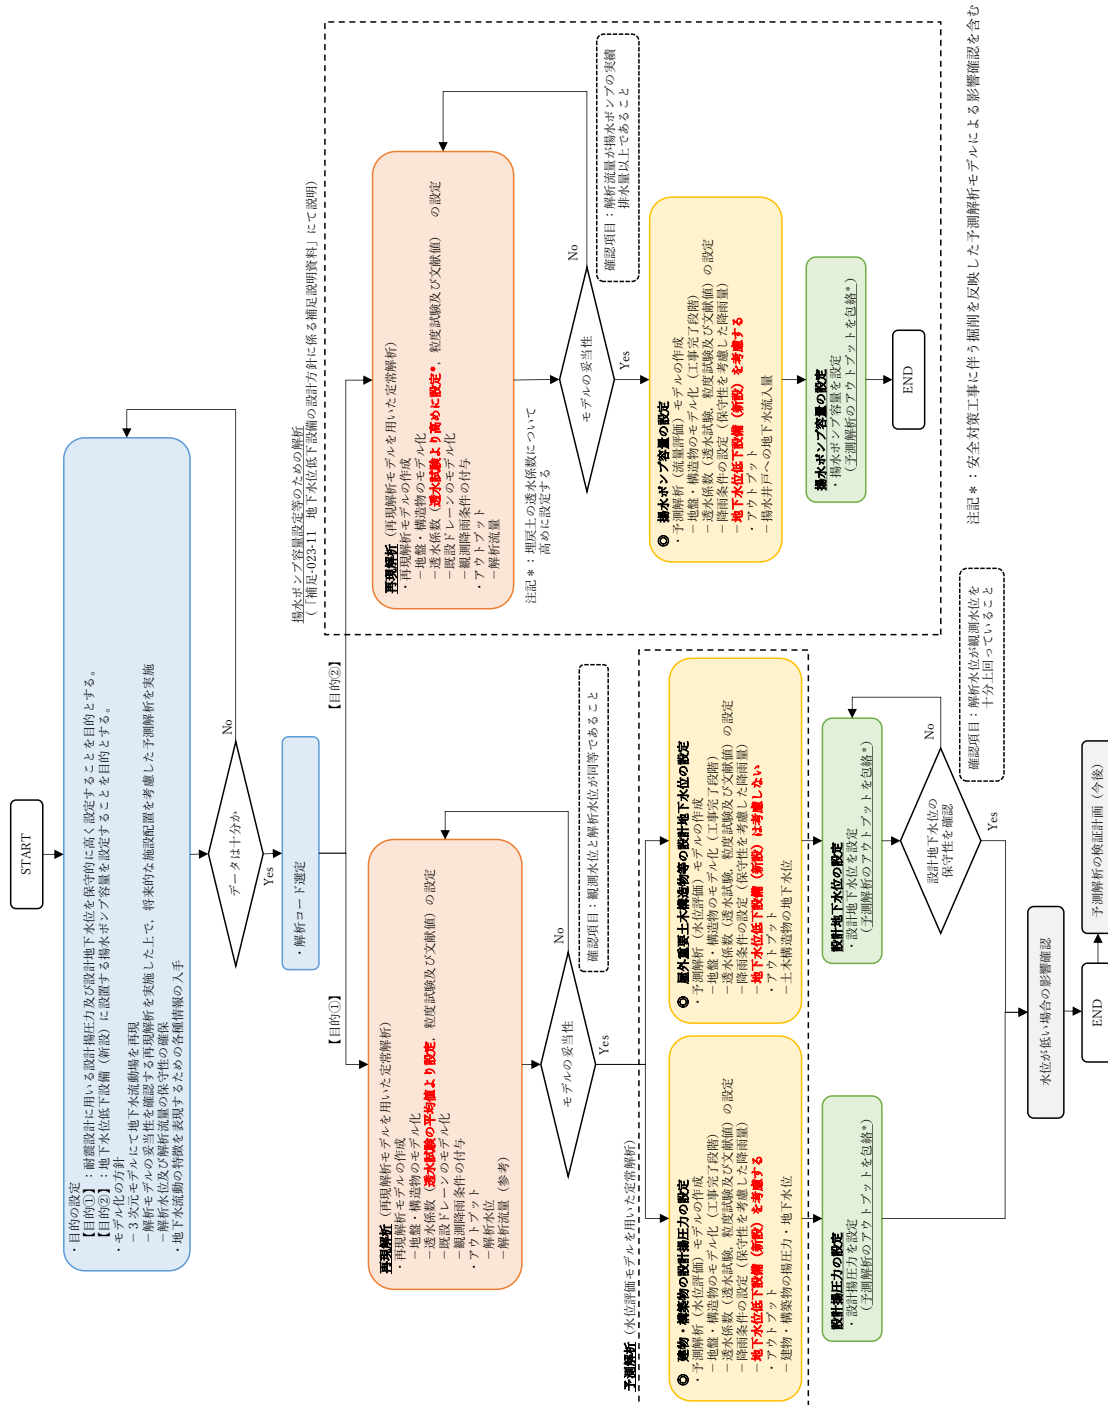 START
・目的の設定
【目的①】：耐震設計に用いる設計揚圧力及び設計地下水位を保守的に高く設定することを目的とする。
【目的②】：地下水位低下設備（新設）に設置する揚水ポンプ容量を設定することを目的とする。
・モデル化の方針
－３次元モデルにて地下水流動場を再現
－解析モデルの妥当性を確認する再現解析を実施した上で，将来的な施設配置を考慮した予測解析を実施
－解析水位及び解析流量の保守性の確保
・地下水流動の特徴を表現するための各種情報の入手
データは十分か
No
Yes
・解析コード選定
【目的①】
【目的②】
再現解析（再現解析モデルを用いた定常解析）
・再現解析モデルの作成
－地盤・構造物のモデル化
－透水係数（透水試験の平均値より設定，粒度試験及び文献値）の設定
－既設ドレーンのモデル化
－観測降雨条件の付与
・アウトプット
－解析水位
－解析流量（参考）
モデルの妥当性
No
Yes
確認項目：観測水位と解析水位が同等であること
予測解析（水位評価モデルを用いた定常解析）
◎ 建物・構築物の設計揚圧力の設定
・予測解析（水位評価）モデルの作成
－地盤・構造物のモデル化（工事完了段階）
－透水係数（透水試験，粒度試験及び文献値）の設定
－降雨条件の設定（保守性を考慮した降雨量）
－地下水位低下設備（新設）を考慮する
・アウトプット
－建物・構築物の揚圧力・地下水位
◎ 屋外重要土木構造物等の設計地下水位の設定
・予測解析（水位評価）モデルの作成
－地盤・構造物のモデル化（工事完了段階）
－透水係数（透水試験，粒度試験及び文献値）の設定
－降雨条件の設定（保守性を考慮した降雨量）
－地下水位低下設備（新設）は考慮しない
・アウトプット
－土木構造物の地下水位
設計揚圧力の設定
・設計揚圧力を設定
（予測解析のアウトプットを包絡*）
設計地下水位の設定
・設計地下水位を設定
（予測解析のアウトプットを包絡*）
設計地下水位の
保守性を確認
No
Yes
確認項目：解析水位が観測水位を
十分上回っていること
水位が低い場合の影響確認
END
予測解析の検証計画（今後）
揚水ポンプ容量設定等のための解析
（「補足-023-11　地下水位低下設備の設計方針に係る補足説明資料」にて説明）
再現解析（再現解析モデルを用いた定常解析）
・再現解析モデルの作成
－地盤・構造物のモデル化
－透水係数（透水試験より高めに設定*，粒度試験及び文献値）　の設定
－既設ドレーンのモデル化
－観測降雨条件の付与
・アウトプット
－解析流量
注記＊：埋戻土の透水係数について
高めに設定する
モデルの妥当性
No
Yes
確認項目：解析流量が揚水ポンプの実績
排水量以上であること
◎ 揚水ポンプ容量の設定
・予測解析（流量評価）モデルの作成
－地盤・構造物のモデル化（工事完了段階）
－透水係数（透水試験，粒度試験及び文献値）の設定
－降雨条件の設定（保守性を考慮した降雨量）
－地下水位低下設備（新設）を考慮する
・アウトプット
－揚水井戸への地下水流入量
揚水ポンプ容量の設定
・揚水ポンプ容量を設定
（予測解析のアウトプットを包絡*）
END
注記＊：安全対策工事に伴う掘削を反映した予測解析モデルによる影響確認を含む